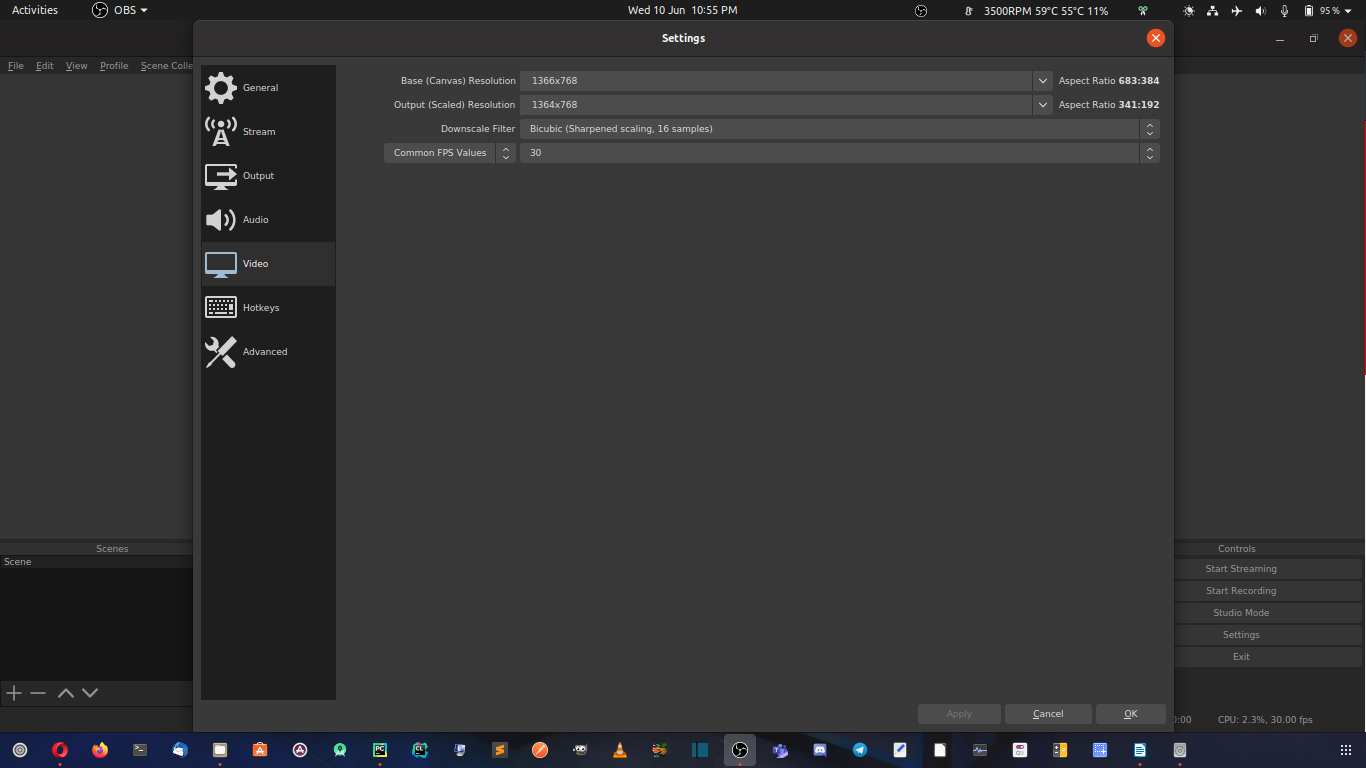 Activities OBS Wed 10 Jun 10:55 PM 3500RPM 59°C 55°C 11% 95 %
Settings
File Edit View Profile Scene Colle
General
Stream
Output
Audio
Video
Hotkeys
Advanced
Base (Canvas) Resolution 1366x768 Aspect Ratio 683:384
Output (Scaled) Resolution 1364x768 Aspect Ratio 341:192
Downscale Filter Bicubic (Sharpened scaling, 16 samples)
Common FPS Values 30
Scenes
Scene
Controls
Start Streaming
Start Recording
Studio Mode
Settings
Exit
Apply Cancel OK
0:00 CPU: 2.3%, 30.00 fps
>_ PC CL